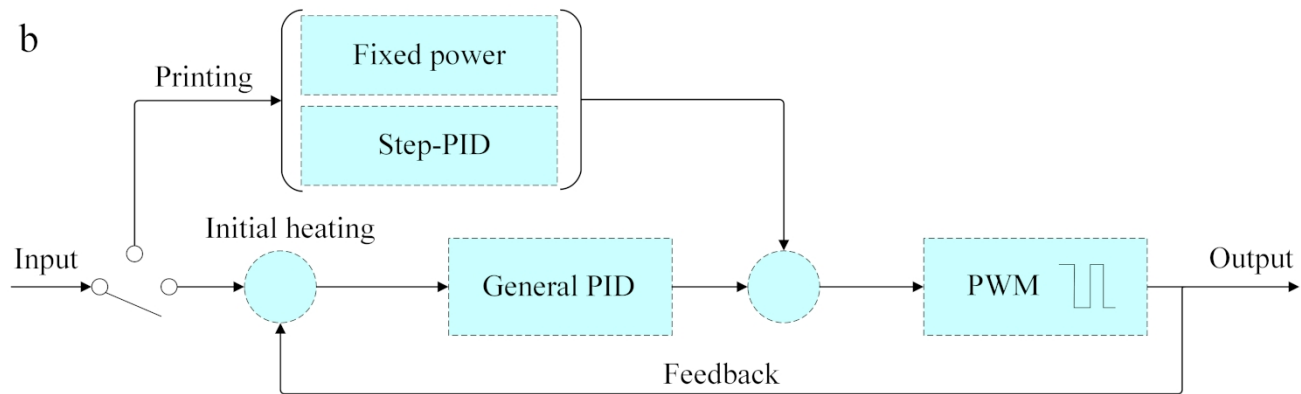 b
Fixed power
Printing
Step-PID
Initial heating
Input
General PID
PWM
Output
Feedback